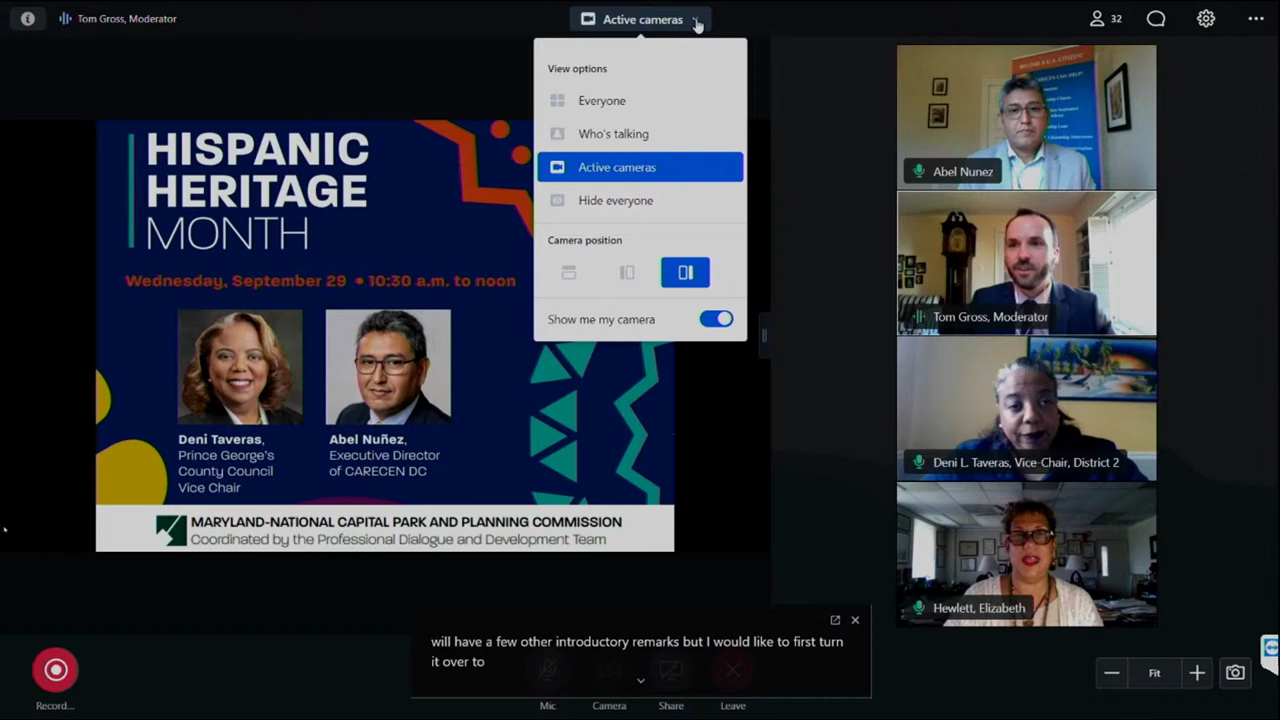 Tom Gross, Moderator
Active cameras
32
View options
Everyone
Who's talking
Active cameras
Hide everyone
Camera position
Show me my camera
HISPANIC
HERITAGE
MONTH
Wednesday, September 29 • 10:30 a.m. to noon
Deni Taveras,
Prince George's
County Council
Vice Chair
Abel Nuñez,
Executive Director
of CARECEN DC
MARYLAND-NATIONAL CAPITAL PARK AND PLANNING COMMISSION
Coordinated by the Professional Dialogue and Development Team
BECOME A U.S. CITIZEN!
Abel Nunez
Tom Gross, Moderator
Deni L. Taveras, Vice-Chair, District 2
Hewlett, Elizabeth
will have a few other introductory remarks but I would like to first turn
it over to
Record...
Mic
Camera
Share
Leave
Fit